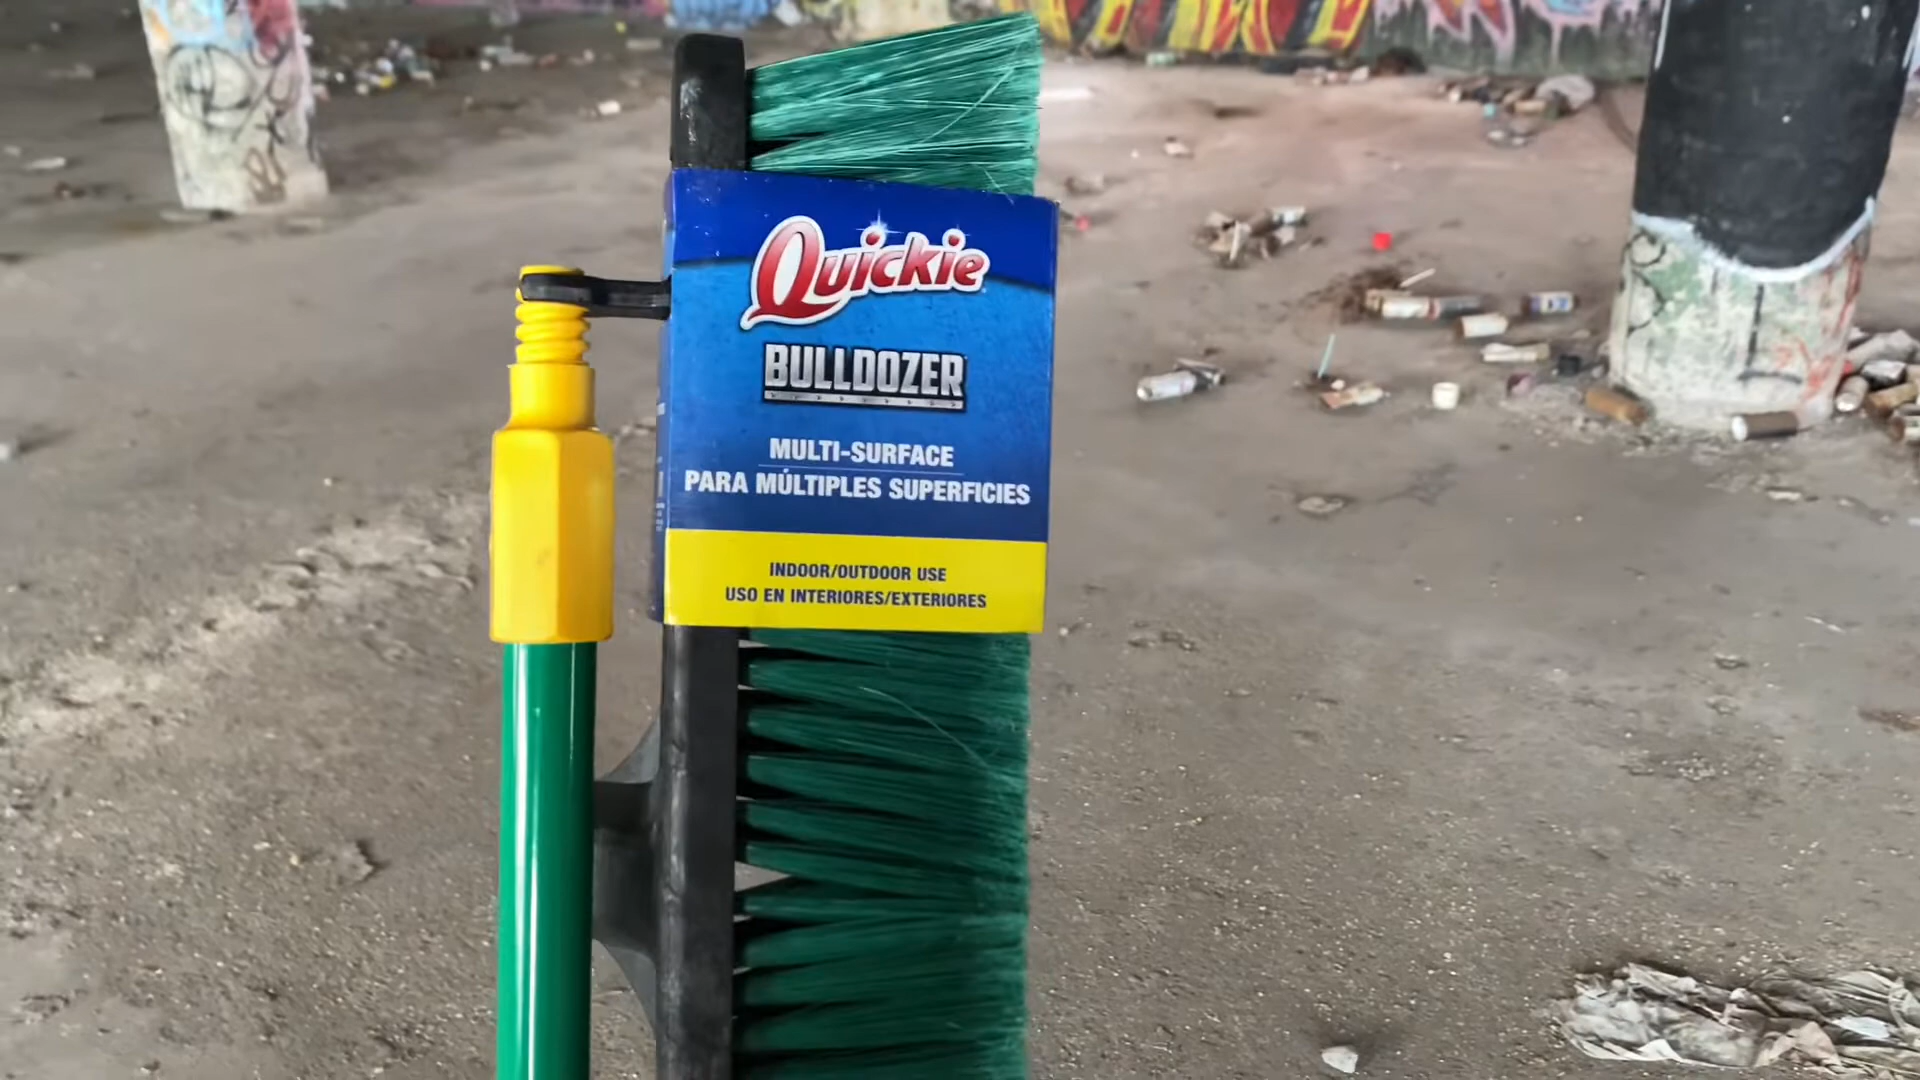 Quickie
BULLDOZER
MULTI-SURFACE
PARA MÚLTIPLES SUPERFICIES
INDOOR/OUTDOOR USE
USO EN INTERIORES/EXTERIORES